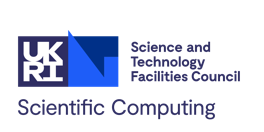 UK
RI
Science and
Technology
Facilities Council
Scientific Computing